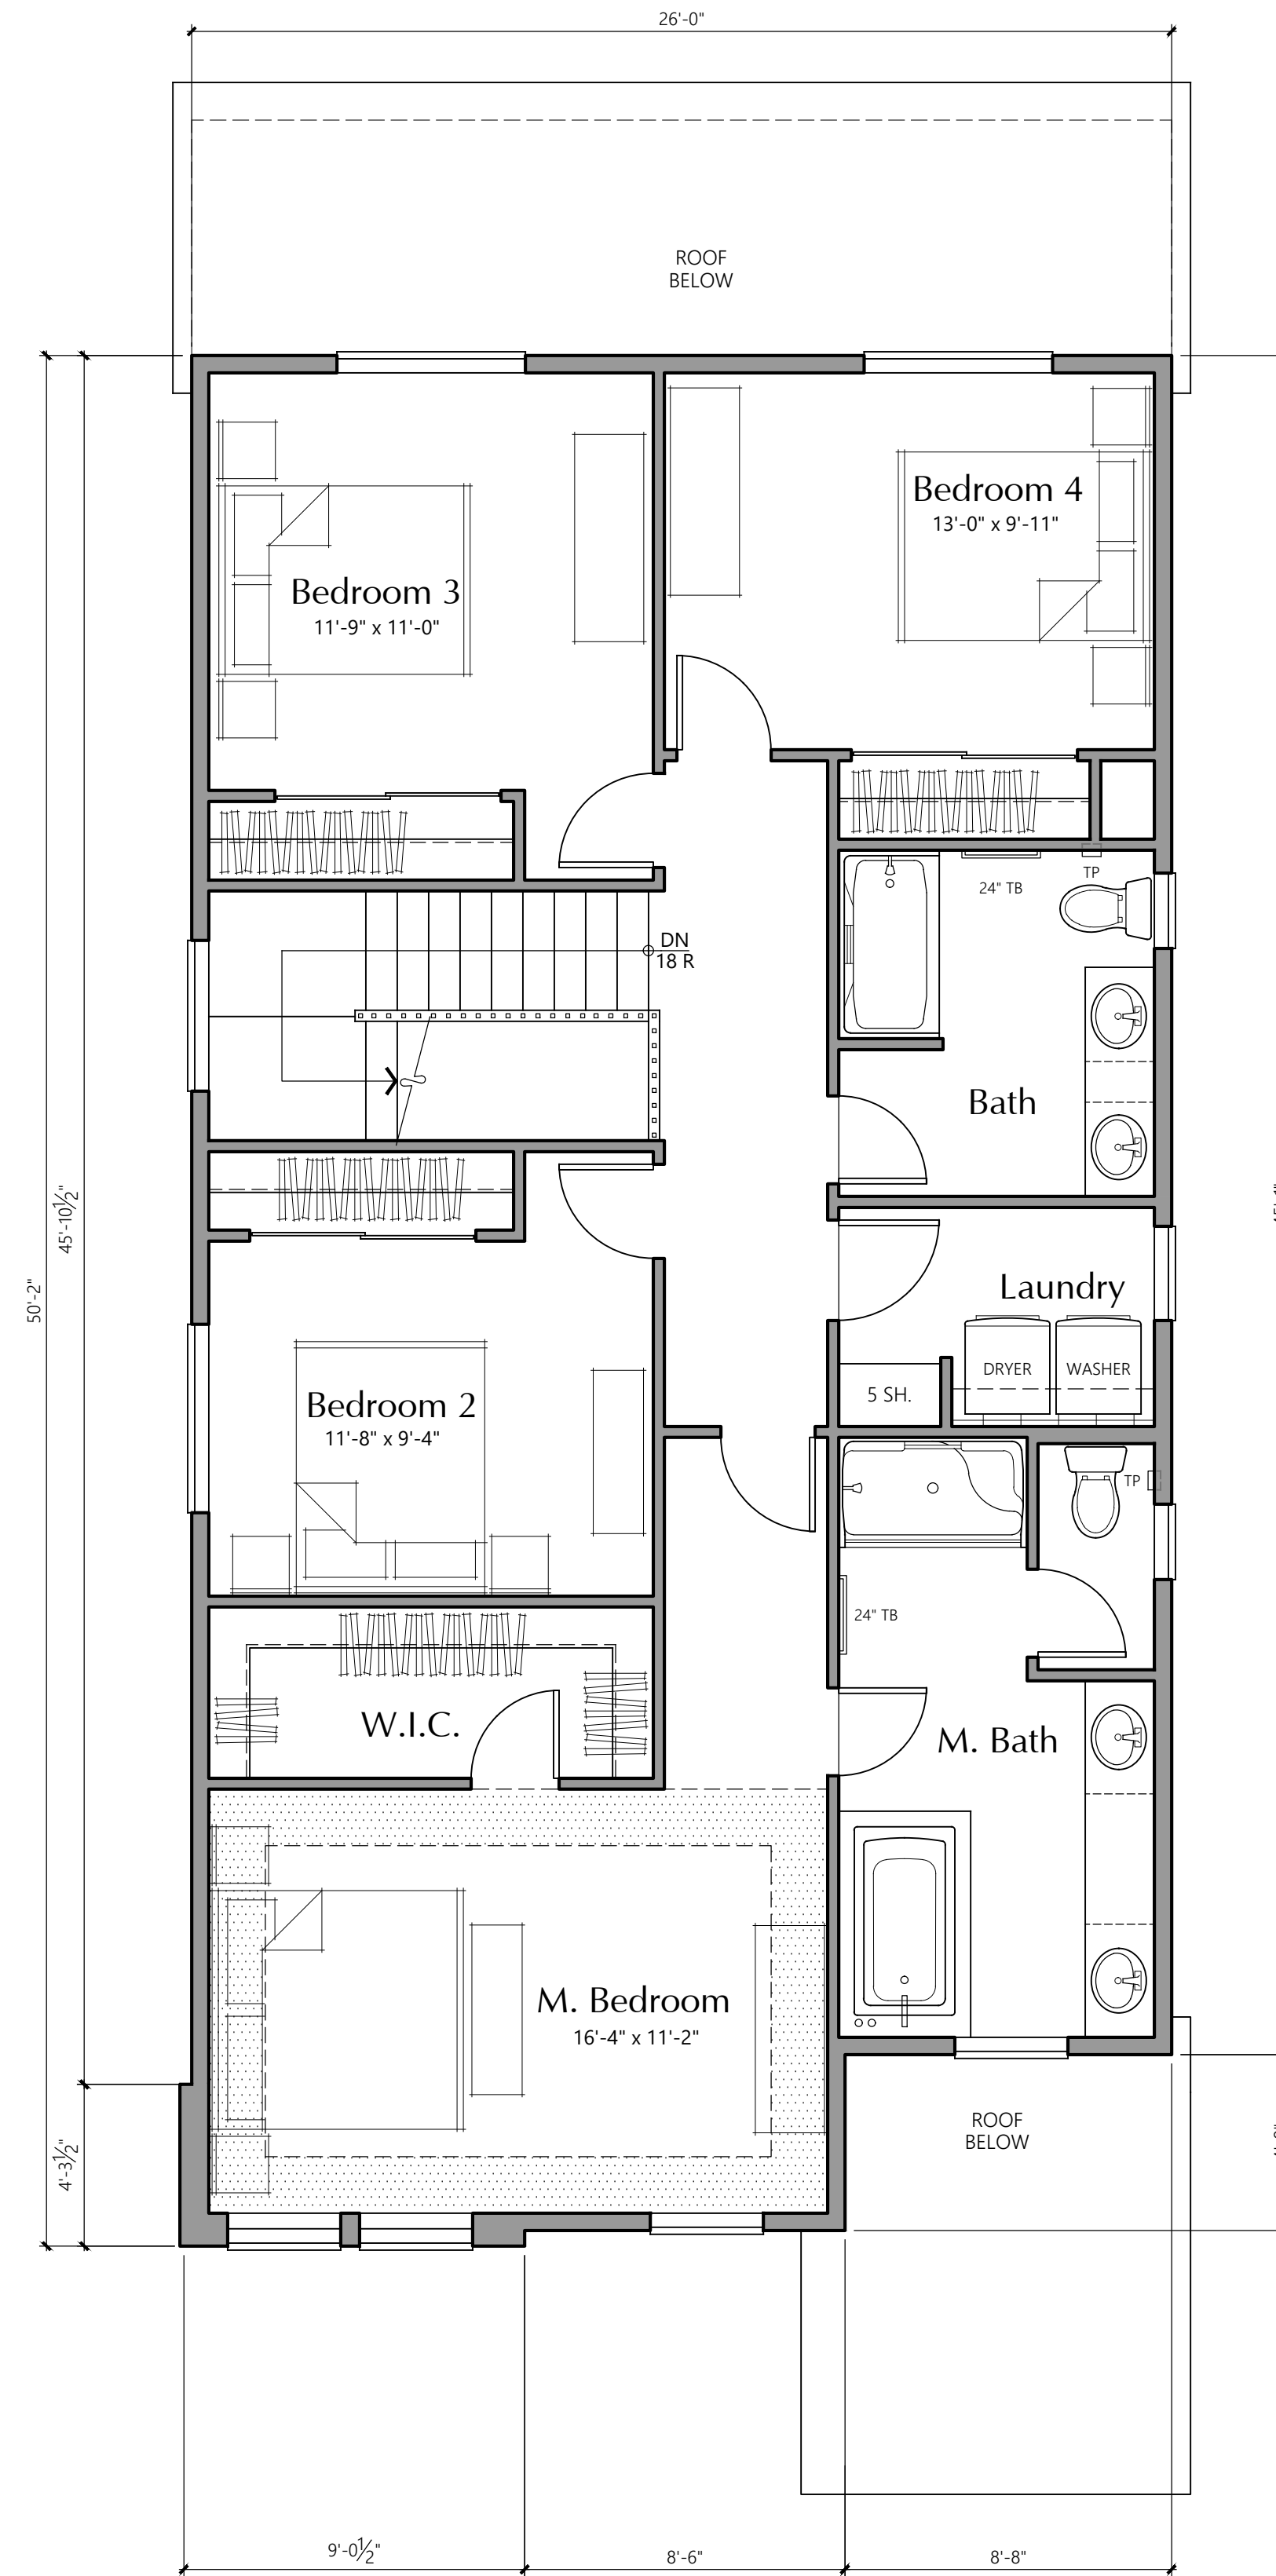 26'-0"
ROOF
BELOW
Bedroom 4
13'-0" x 9'-11"
Bedroom 3
11'-9" x 11'-0"
TP
24" TB
DN
18 R
Bath
45'-10½"
50'-2"
Laundry
DRYER
WASHER
5 SH.
Bedroom 2
11'-8" x 9'-4"
TP
24" TB
W.I.C.
M. Bath
M. Bedroom
16'-4" x 11'-2"
ROOF
BELOW
4'-3½"
9'-0½"
8'-6"
8'-8"